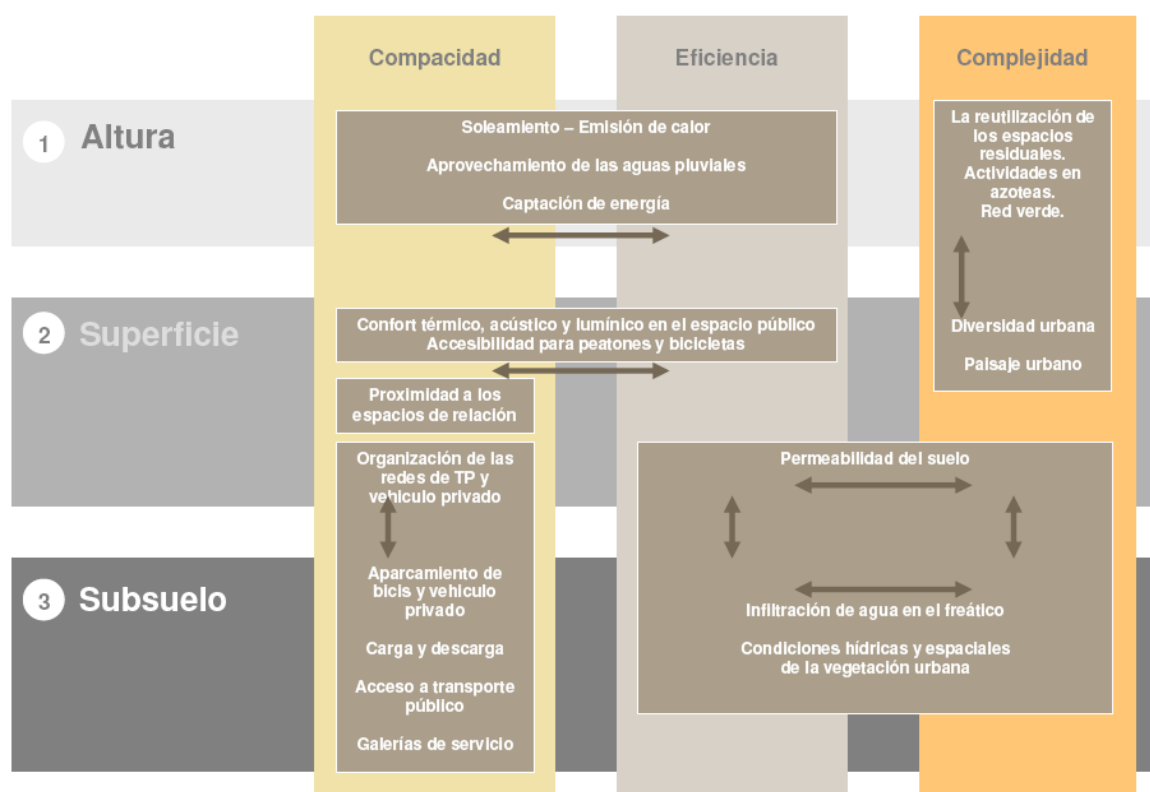 Compacidad
Eficiencia
Complejidad
1
Altura
Soleamiento – Emisión de calor
Aprovechamiento de las aguas pluviales
Captación de energía
La reutilización de
los espacios
residuales.
Actividades en
azoteas.
Red verde.
Diversidad urbana
Paisaje urbano
2
Superficie
Confort térmico, acústico y lumínico en el espacio público
Accesibilidad para peatones y bicicletas
Proximidad a los
espacios de relación
Organización de las
redes de TP y
vehiculo privado
Permeabilidad del suelo
3
Subsuelo
Aparcamiento de
bicis y vehiculo
privado
Carga y descarga
Acceso a transporte
público
Galerías de servicio
Infiltración de agua en el freático
Condiciones hídricas y espaciales
de la vegetación urbana